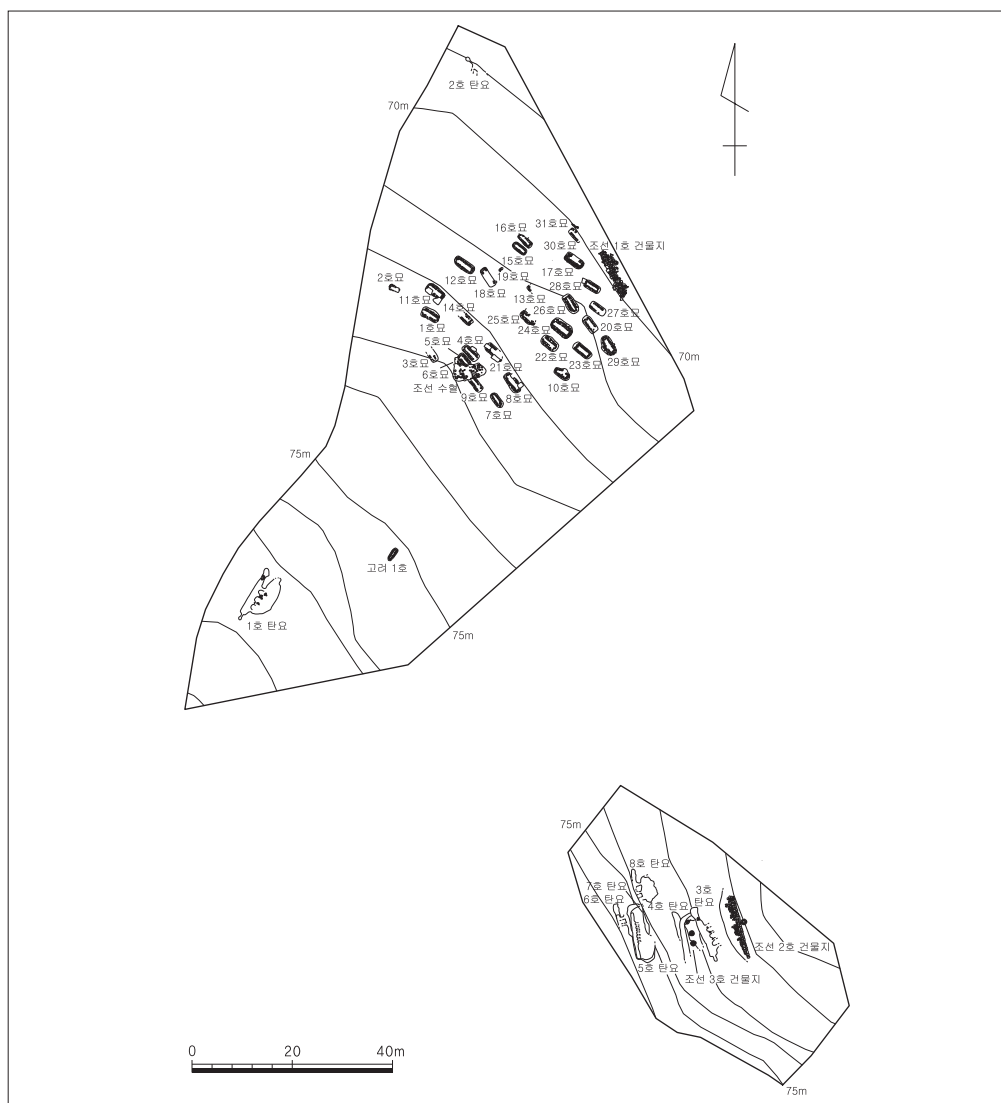 2호 탄요
70m
31호묘
16호묘
30호묘
조선 1호 건물지
15호묘
17호묘
12호묘
19호묘
2호묘
18호묘
28호묘
13호묘
11호묘
14호묘
26호묘
27호묘
25호묘
1호묘
24호묘
20호묘
5호묘
4호묘
22호묘
29호묘
3호묘
23호묘
70m
21호묘
6호묘
10호묘
조선 수혈
9호묘
8호묘
7호묘
75m
고려 1호
1호 탄요
75m
75m
8호 탄요
7호 탄요
3호
탄요
6호 탄요
4호 탄요
조선 2호 건물지
5호 탄요
조선 3호 건물지
0
20
40m
75m